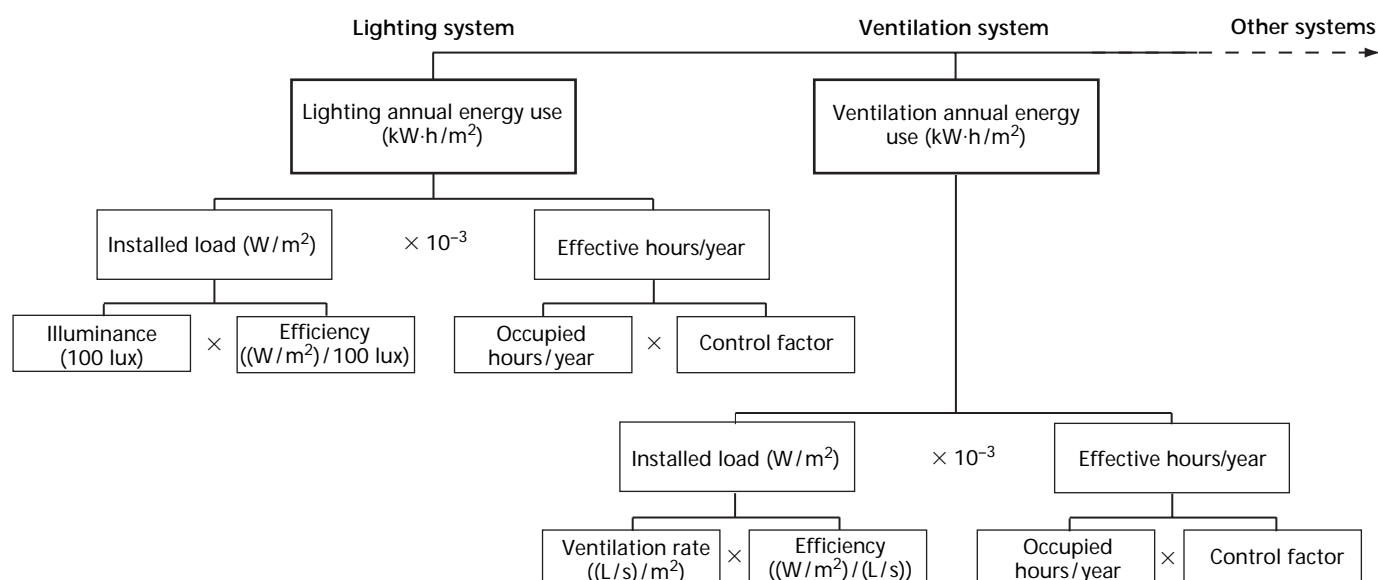 Lighting system
Ventilation system
Other systems
Lighting annual energy use
(kW·h/m²)
Ventilation annual energy
use (kW·h/m²)
Installed load (W/m²)
× 10⁻³
Effective hours/year
Illuminance
(100 lux)
×
Efficiency
((W/m²)/100 lux)
Occupied
hours/year
×
Control factor
Installed load (W/m²)
× 10⁻³
Effective hours/year
Ventilation rate
((L/s)/m²)
×
Efficiency
((W/m²)/(L/s))
Occupied
hours/year
×
Control factor